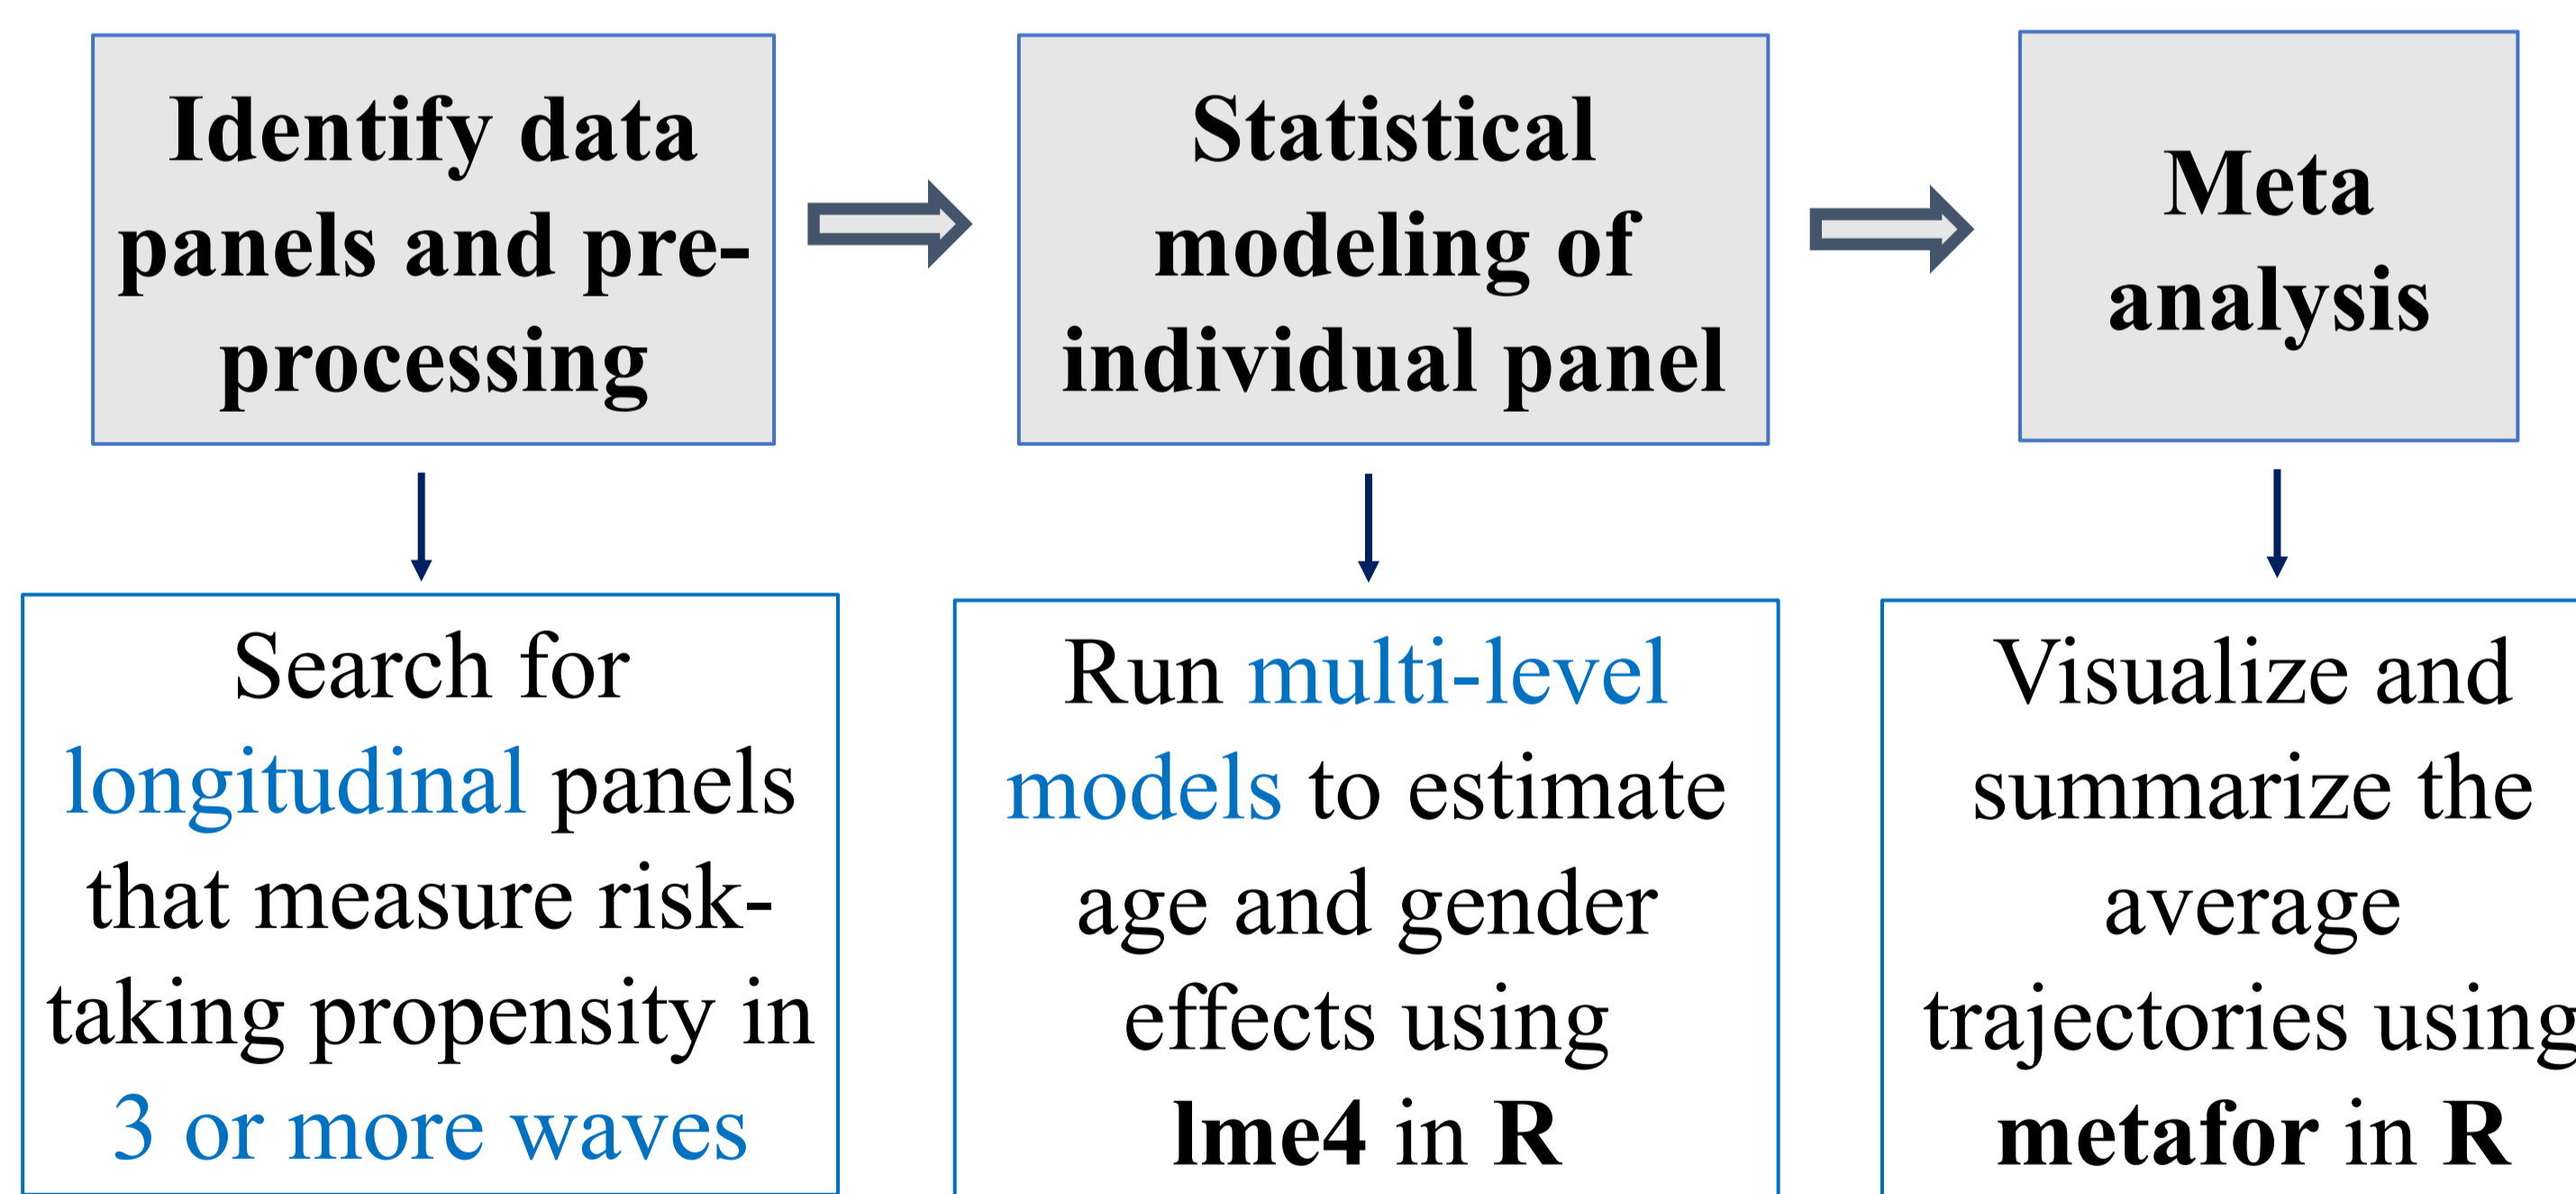 Identify data
panels and pre-
processing
Statistical
modeling of
individual panel
Meta
analysis
Search for
longitudinal panels
that measure risk-
taking propensity in
3 or more waves
Run multi-level
models to estimate
age and gender
effects using
lme4 in R
Visualize and
summarize the
average
trajectories using
metafor in R